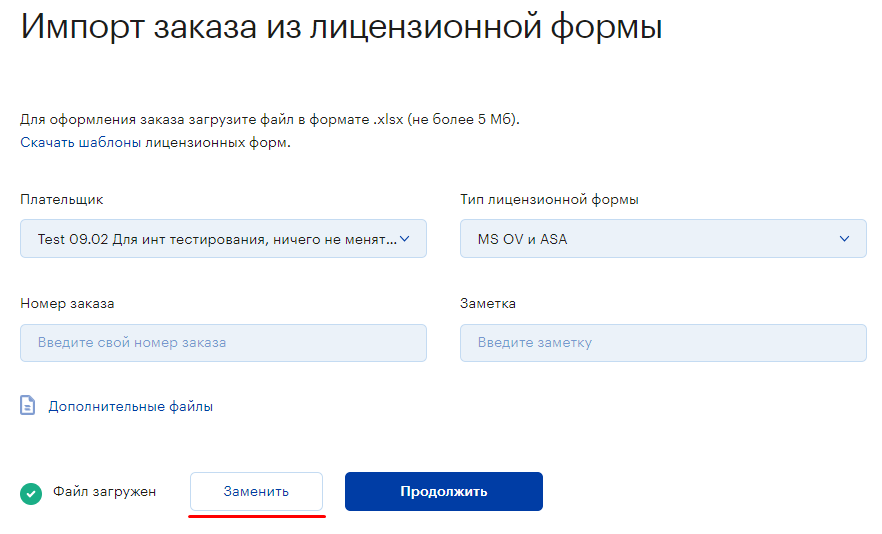 Импорт заказа из лицензионной формы
Для оформления заказа загрузите файл в формате .xlsx (не более 5 Мб).
Скачать шаблоны лицензионных форм.
Плательщик
Тип лицензионной формы
Test 09.02 Для инт тестирования, ничего не менят...
MS OV и ASA
Номер заказа
Заметка
Введите свой номер заказа
Введите заметку
Дополнительные файлы
Файл загружен
Заменить
Продолжить